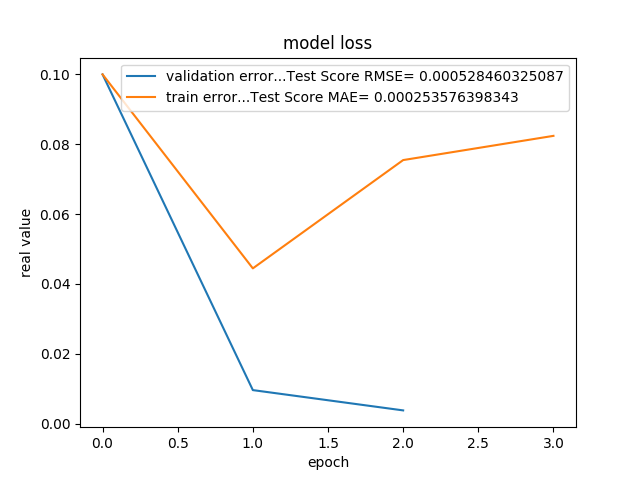 model loss
validation error...Test Score RMSE= 0.000528460325087
train error...Test Score MAE= 0.000253576398343
real value
0.10
0.08
0.06
0.04
0.02
0.00
0.0 0.5 1.0 1.5 2.0 2.5 3.0
epoch